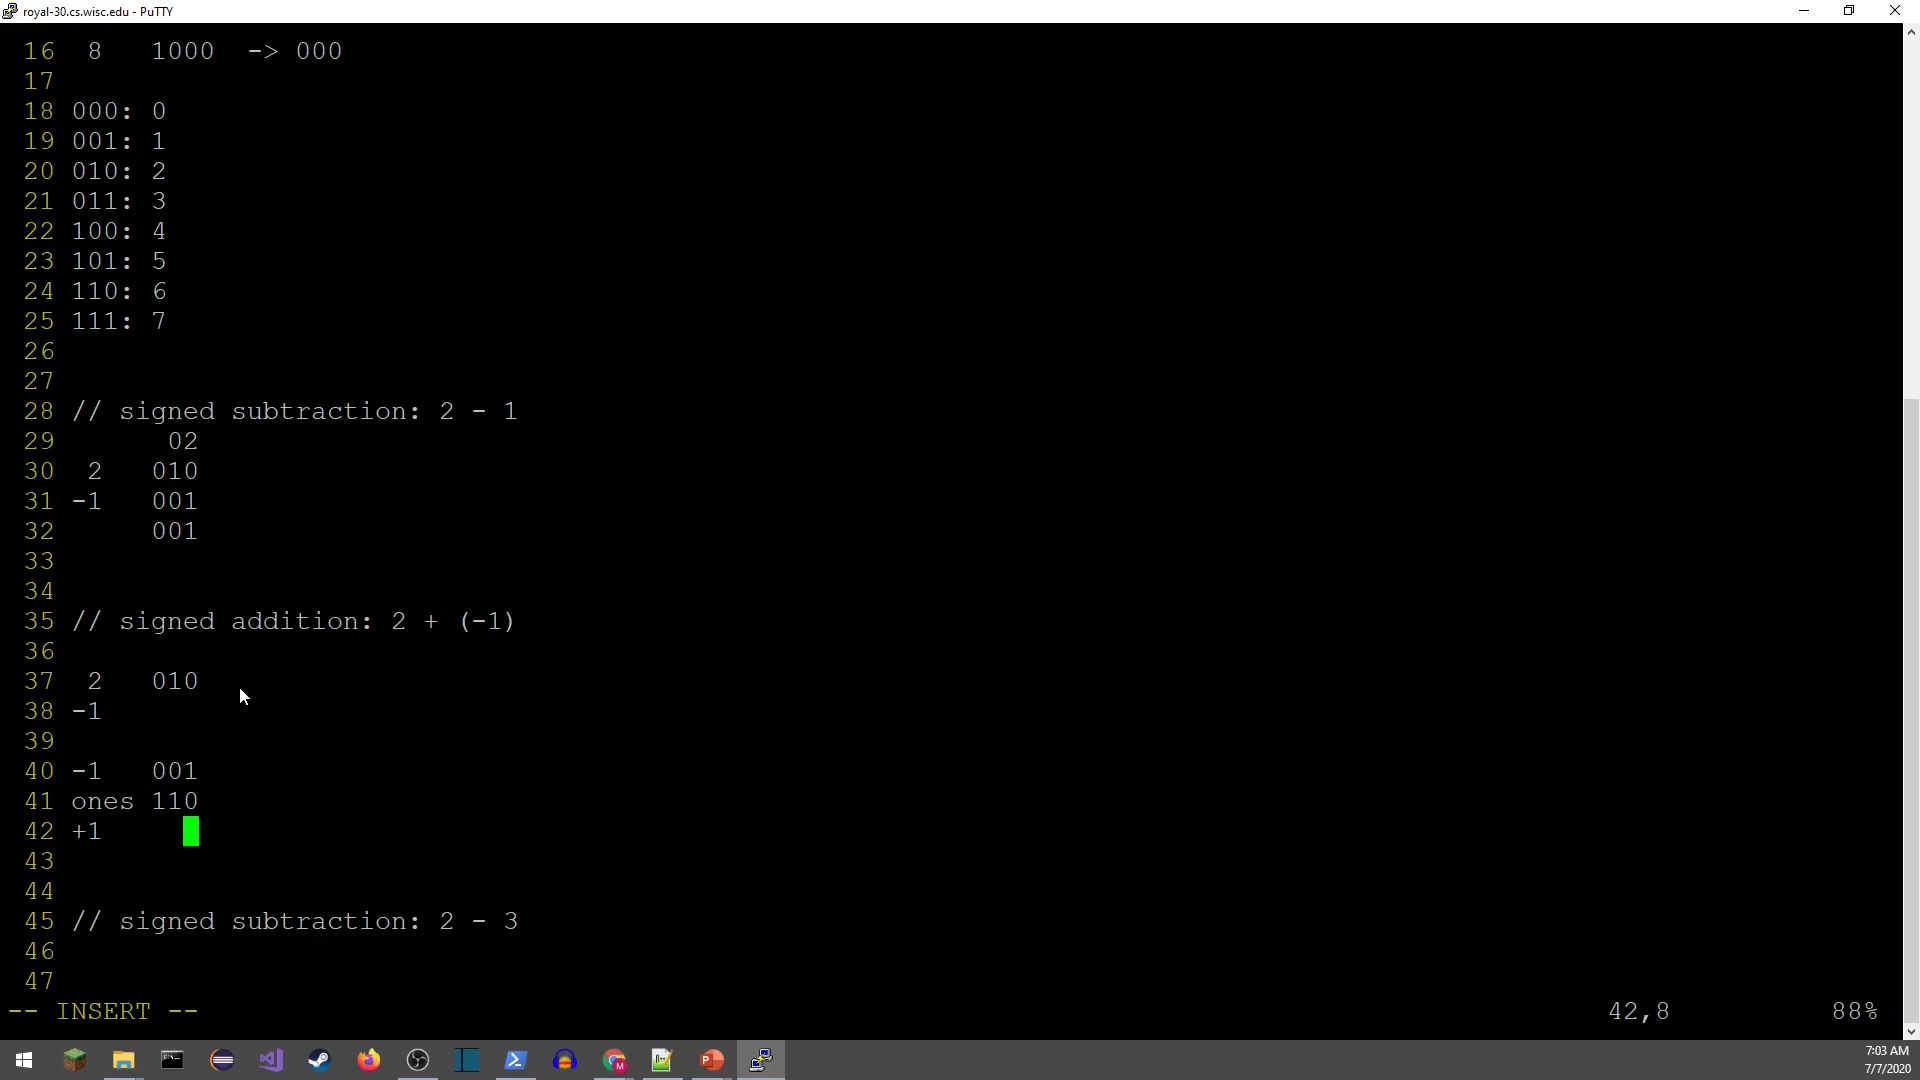 royal-30.cs.wisc.edu - PuTTY
16  8   1000  -> 000
17
18 000: 0
19 001: 1
20 010: 2
21 011: 3
22 100: 4
23 101: 5
24 110: 6
25 111: 7
26
27
28 // signed subtraction: 2 - 1
29       02
30  2   010
31 -1   001
32      001
33
34
35 // signed addition: 2 + (-1)
36
37  2   010
38 -1
39
40 -1   001
41 ones 110
42 +1
43
44
45 // signed subtraction: 2 - 3
46
47
-- INSERT -- 42,8 88%
7:03 AM
7/7/2020